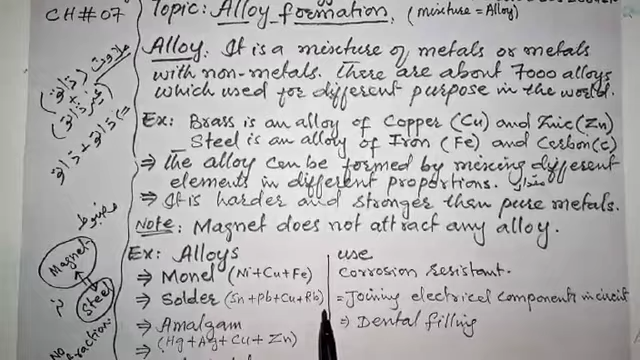 CH#07
Topic: Alloy formation. (mixture = Alloy)
Alloy. It is a mixture of metals or metals
with non-metals. There are about 7000 alloys
which used for different purpose in the world.
Ex: Brass is an alloy of Copper (Cu) and Zinc (Zn)
Steel is an alloy of Iron (Fe) and Carbon (C)
⇒ The alloy can be formed by mixing different
elements in different proportions. مقدار
⇒ It is harder and stronger than pure metals.
Note: Magnet does not attract any alloy.
Ex: Alloys
⇒ Monel (Ni+Cu+Fe)
⇒ Solder (Sn+Pb+Cu+Rb)
⇒ Amalgam
(Hg+Ag+Cu+Zn)
use
Corrosion resistant.
= Joining electrical components in circuit
⇒ Dental filling
ملاوٹ
مضبوط
Magnet
Steel
No